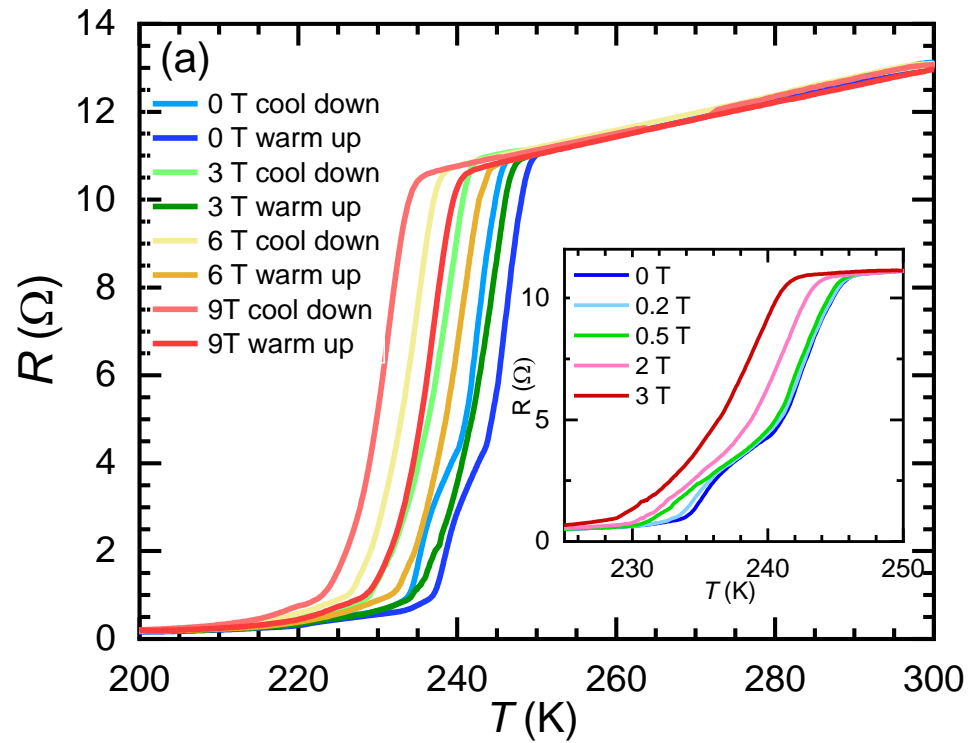 (a)
0 T cool down
0 T warm up
3 T cool down
3 T warm up
6 T cool down
6 T warm up
9T cool down
9T warm up
R (Ω)
14
12
10
8
6
4
2
0
200
220
240
260
280
300
T (K)
0 T
0.2 T
0.5 T
2 T
3 T
R (Ω)
10
5
0
230
240
250
T (K)